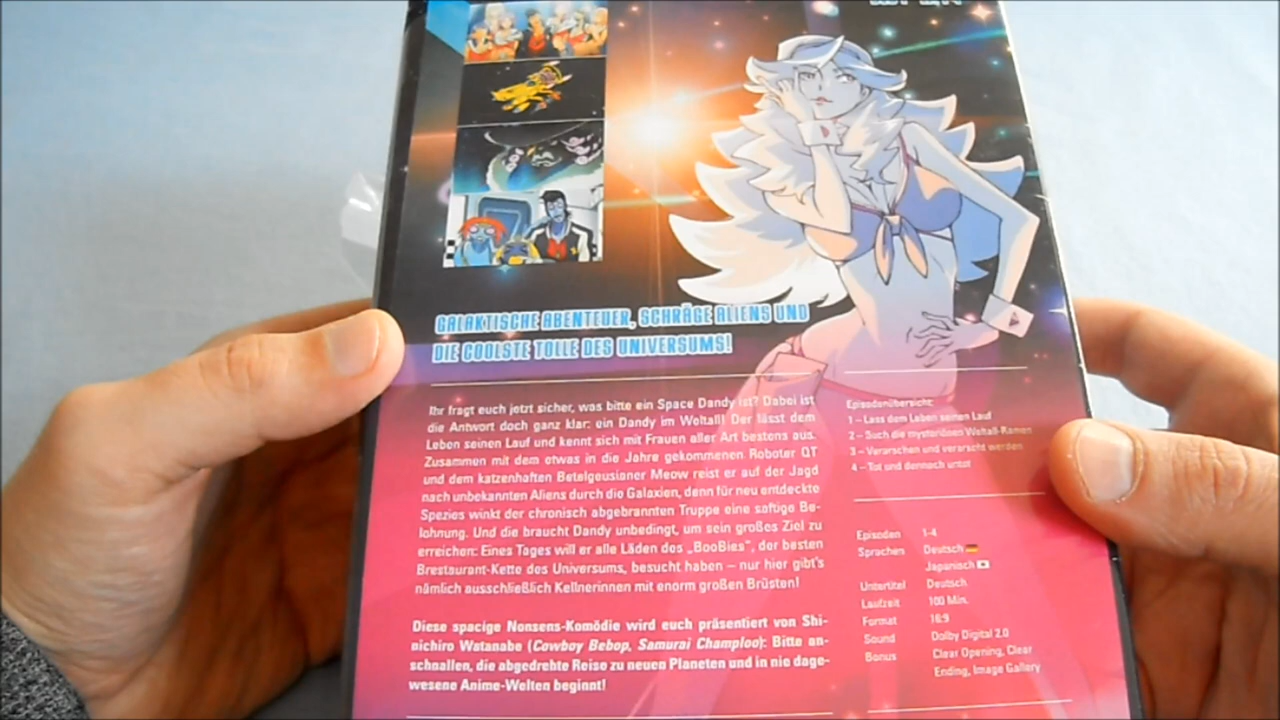 GALAKTISCHE ABENTEUER, SCHRÄGE ALIENS UND
DIE COOLSTE TOLLE DES UNIVERSUMS!
Ihr fragt euch jetzt sicher, was bitte ein Space Dandy ist? Dabei ist
die Antwort doch ganz klar: ein Dandy im Weltall! Der lässt dem
Leben seinen Lauf und kennt sich mit Frauen aller Art bestens aus.
Zusammen mit dem etwas in die Jahre gekommenen Roboter QT
und dem katzenhaften Betelgeusianer Meow reist er auf der Jagd
nach unbekannten Aliens durch die Galaxien, denn für neu entdeckte
Spezies winkt der chronisch abgebrannten Truppe eine saftige Be-
lohnung. Und die braucht Dandy unbedingt, um sein großes Ziel zu
erreichen: Eines Tages will er alle Läden des „BooBies“, der besten
Brestaurant-Kette des Universums, besucht haben – nur hier gibt's
nämlich ausschließlich Kellnerinnen mit enorm großen Brüsten!
Diese spacige Nonsens-Komödie wird euch präsentiert von Shi-
nichiro Watanabe (Cowboy Bebop, Samurai Champloo): Bitte an-
schnallen, die abgedrehte Reise zu neuen Planeten und in nie dage-
wesene Anime-Welten beginnt!
Episodenübersicht:
1 – Lass dem Leben seinen Lauf
2 – Such die mysteriösen Weltall-Ramen
3 – Verarschen und verarscht werden
4 – Tot und dennoch untot
Episoden 1-4
Sprachen Deutsch
Japanisch
Untertitel Deutsch
Laufzeit 100 Min.
Format 16:9
Sound Dolby Digital 2.0
Bonus Clear Opening, Clear
Ending, Image Gallery